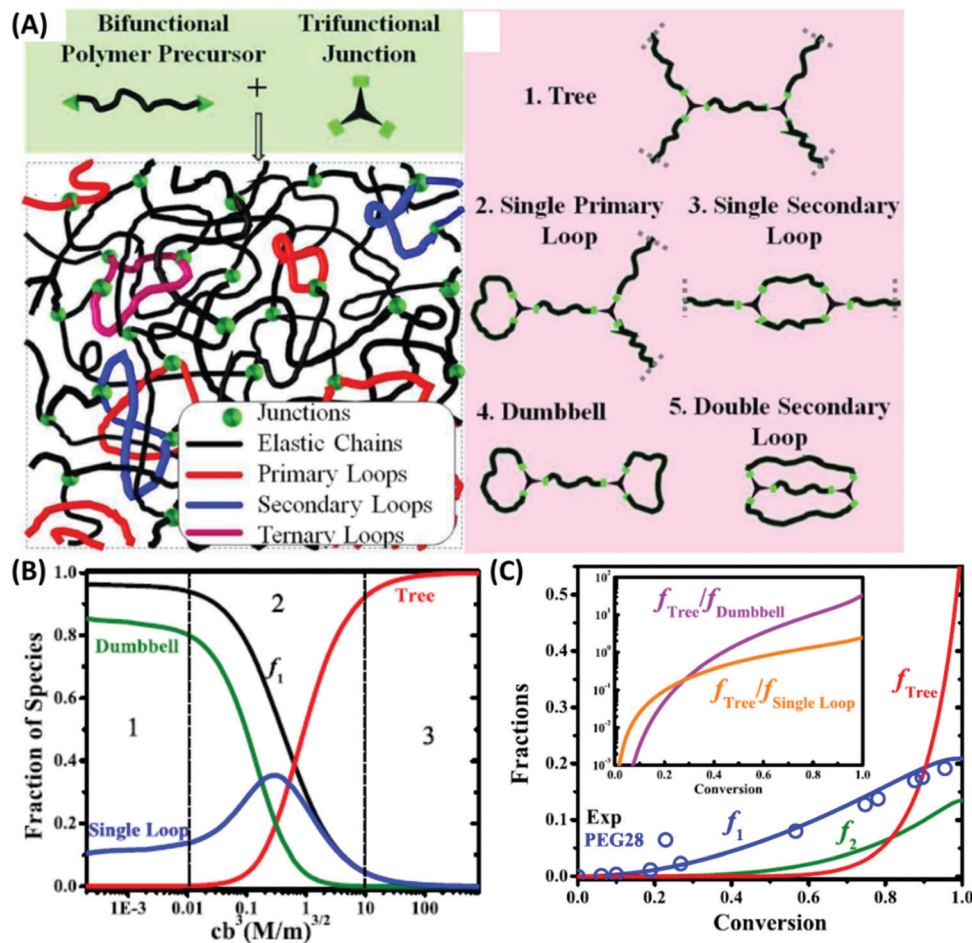 (A)
Bifunctional
Polymer Precursor
+
Trifunctional
Junction
Junctions
Elastic Chains
Primary Loops
Secondary Loops
Ternary Loops
1. Tree
2. Single Primary
Loop
3. Single Secondary
Loop
4. Dumbbell
5. Double Secondary
Loop
(B)
Fraction of Species
1.0
0.8
0.6
0.4
0.2
0.0
Dumbbell
Single Loop
f1
Tree
1
2
3
1E-3
0.01
0.1
1
10
100
cb³(M/m)^3/2
(C)
Fractions
0.5
0.4
0.3
0.2
0.1
0.0
10²
10¹
10⁰
10⁻¹
10⁻²
10⁻³
fTree/fDumbbell
fTree/fSingle Loop
0.0 0.2 0.4 0.6 0.8 1.0
Conversion
fTree
Exp
PEG28
f1
f2
0.0 0.2 0.4 0.6 0.8 1.0
Conversion